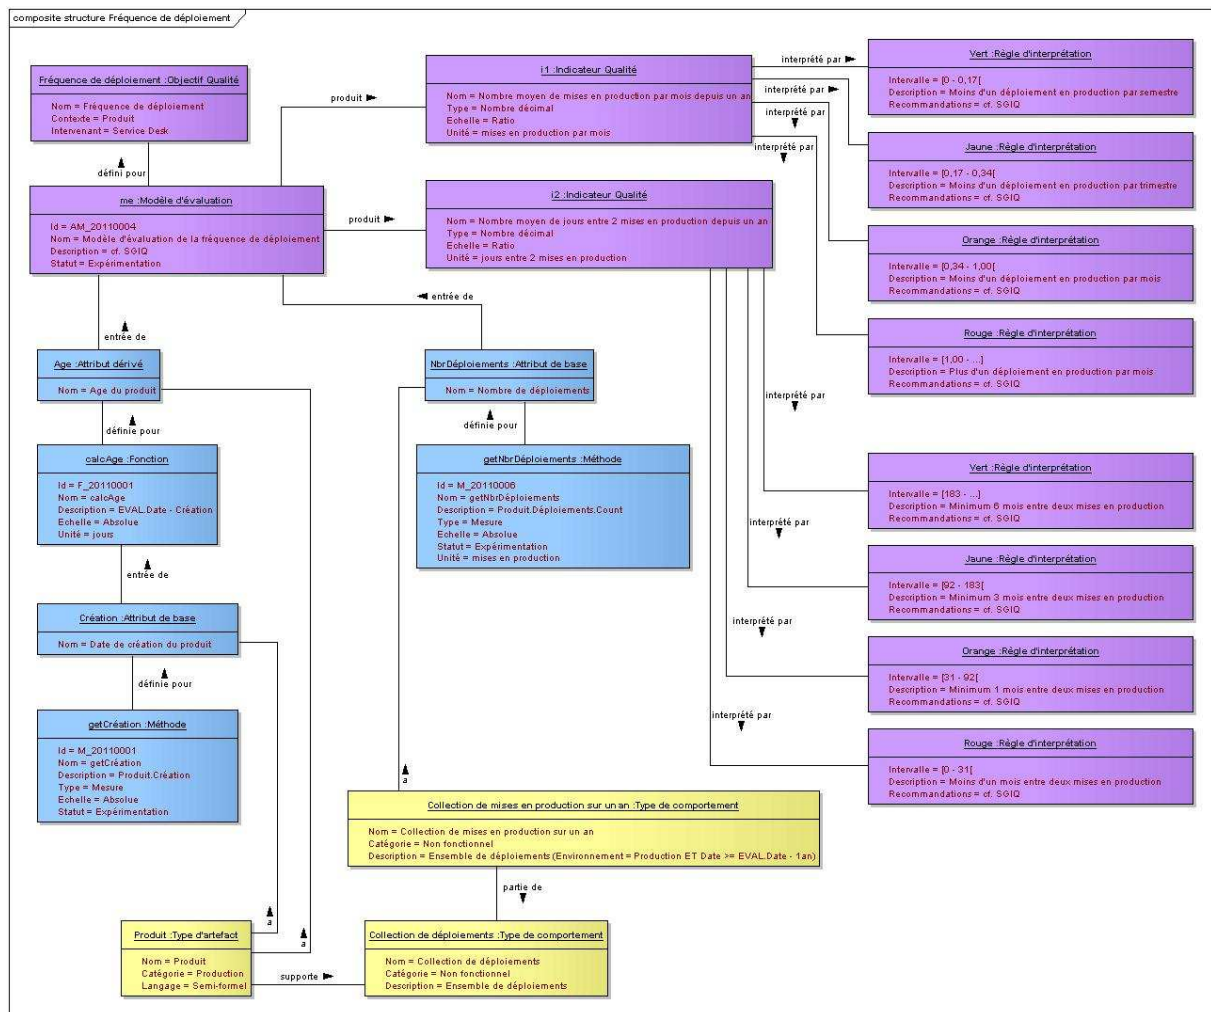 composite structure Fréquence de déploiement
Fréquence de déploiement :Objectif Qualité
Nom = Fréquence de déploiement
Contexte = Produit
Intervenant = Service Desk
défini pour
me :Modèle d'évaluation
Id = AM_20110004
Nom = Modèle d'évaluation de la fréquence de déploiement
Description = cf. SGIQ
Statut = Expérimentation
produit
i1 :Indicateur Qualité
Nom = Nombre moyen de mises en production par mois depuis un an
Type = Nombre décimal
Echelle = Ratio
Unité = mises en production par mois
produit
i2 :Indicateur Qualité
Nom = Nombre moyen de jours entre 2 mises en production depuis un an
Type = Nombre décimal
Echelle = Ratio
Unité = jours entre 2 mises en production
interprété par
interprété par
interprété par
interprété par
Vert :Règle d'interprétation
Intervalle = [0 - 0,17[
Description = Moins d'un déploiement en production par semestre
Recommandations = cf. SGIQ
Jaune :Règle d'interprétation
Intervalle = [0,17 - 0,34[
Description = Moins d'un déploiement en production par trimestre
Recommandations = cf. SGIQ
Orange :Règle d'interprétation
Intervalle = [0,34 - 1,00[
Description = Moins d'un déploiement en production par mois
Recommandations = cf. SGIQ
Rouge :Règle d'interprétation
Intervalle = [1,00 - ...]
Description = Plus d'un déploiement en production par mois
Recommandations = cf. SGIQ
entrée de
entrée de
Age :Attribut dérivé
Nom = Age du produit
définie pour
calcAge :Fonction
Id = F_20110001
Nom = calcAge
Description = EVAL.Date - Création
Echelle = Absolue
Unité = jours
entrée de
Création :Attribut de base
Nom = Date de création du produit
définie pour
getCréation :Méthode
Id = M_20110001
Nom = getCréation
Description = Produit.Création
Type = Mesure
Echelle = Absolue
Statut = Expérimentation
NbrDéploiements :Attribut de base
Nom = Nombre de déploiements
définie pour
getNbrDéploiements :Méthode
Id = M_20110006
Nom = getNbrDéploiements
Description = Produit.Déploiements.Count
Type = Mesure
Echelle = Absolue
Statut = Expérimentation
Unité = mises en production
interprété par
interprété par
interprété par
interprété par
Vert :Règle d'interprétation
Intervalle = [183 - ...]
Description = Minimum 6 mois entre deux mises en production
Recommandations = cf. SGIQ
Jaune :Règle d'interprétation
Intervalle = [92 - 183[
Description = Minimum 3 mois entre deux mises en production
Recommandations = cf. SGIQ
Orange :Règle d'interprétation
Intervalle = [31 - 92[
Description = Minimum 1 mois entre deux mises en production
Recommandations = cf. SGIQ
Rouge :Règle d'interprétation
Intervalle = [0 - 31[
Description = Moins d'un mois entre deux mises en production
Recommandations = cf. SGIQ
a
Collection de mises en production sur un an :Type de comportement
Nom = Collection de mises en production sur un an
Catégorie = Non fonctionnel
Description = Ensemble de déploiements (Environnement = Production ET Date >= EVAL.Date - 1an)
partie de
a
a
Produit :Type d'artefact
Nom = Produit
Catégorie = Production
Langage = Semi-formel
supporte
Collection de déploiements :Type de comportement
Nom = Collection de déploiements
Catégorie = Non fonctionnel
Description = Ensemble de déploiements